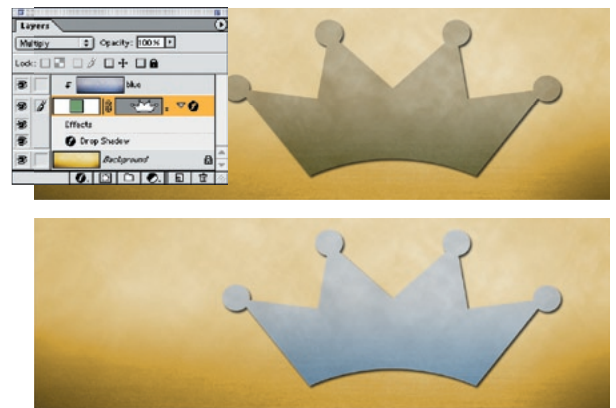 Layers
Multiply Opacity: 100%
Lock:
blue
Effects
Drop Shadow
Background